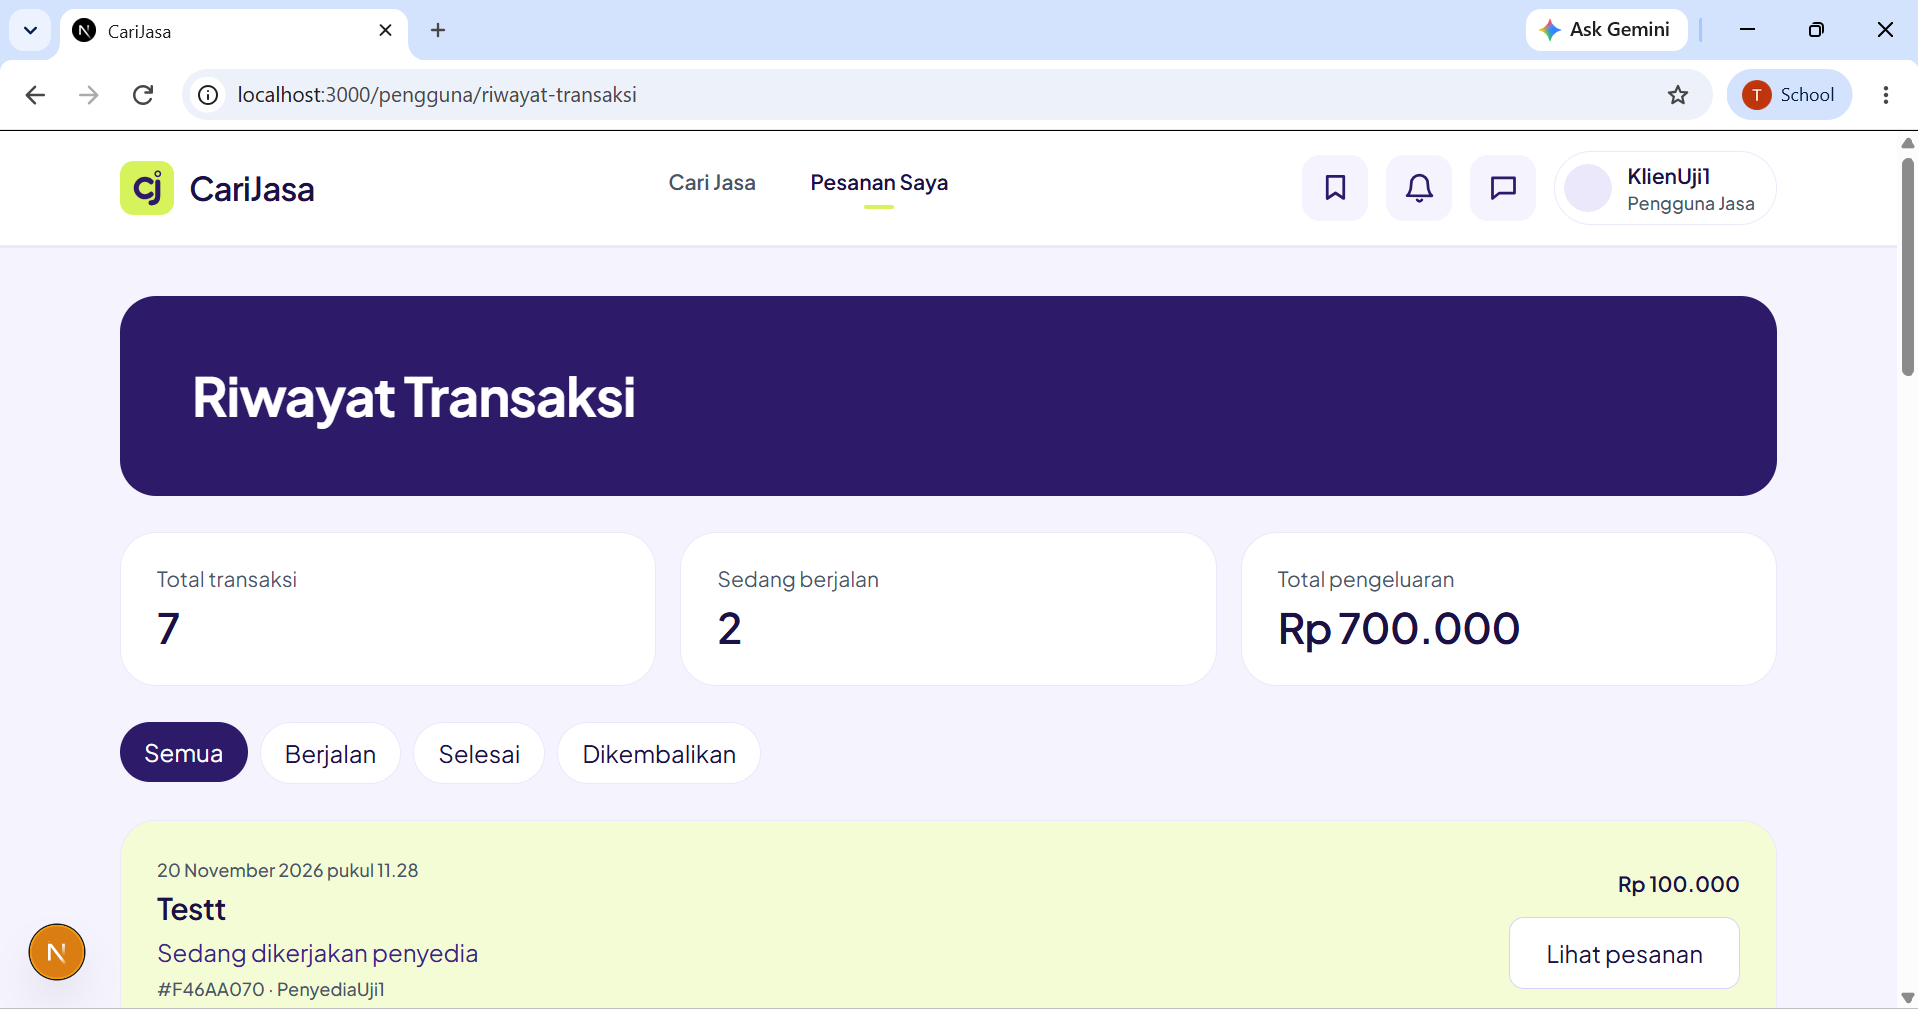 CariJasa
Ask Gemini
localhost:3000/pengguna/riwayat-transaksi
T
School
cj
CariJasa
Cari Jasa
Pesanan Saya
KlienUji1
Pengguna Jasa
Riwayat Transaksi
Total transaksi
7
Sedang berjalan
2
Total pengeluaran
Rp 700.000
Semua
Berjalan
Selesai
Dikembalikan
20 November 2026 pukul 11.28
Testt
Sedang dikerjakan penyedia
#F46AA070 · PenyediaUji1
Rp 100.000
Lihat pesanan
N